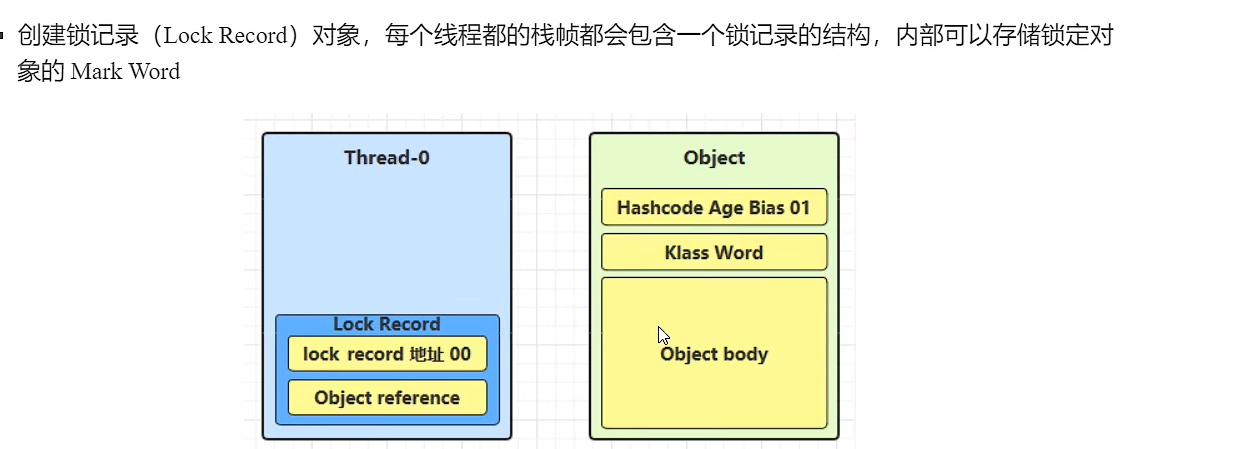 创建锁记录（Lock Record）对象，每个线程都的栈帧都会包含一个锁记录的结构，内部可以存储锁定对
象的 Mark Word
Thread-0
Lock Record
lock record 地址 00
Object reference
Object
Hashcode Age Bias 01
Klass Word
Object body